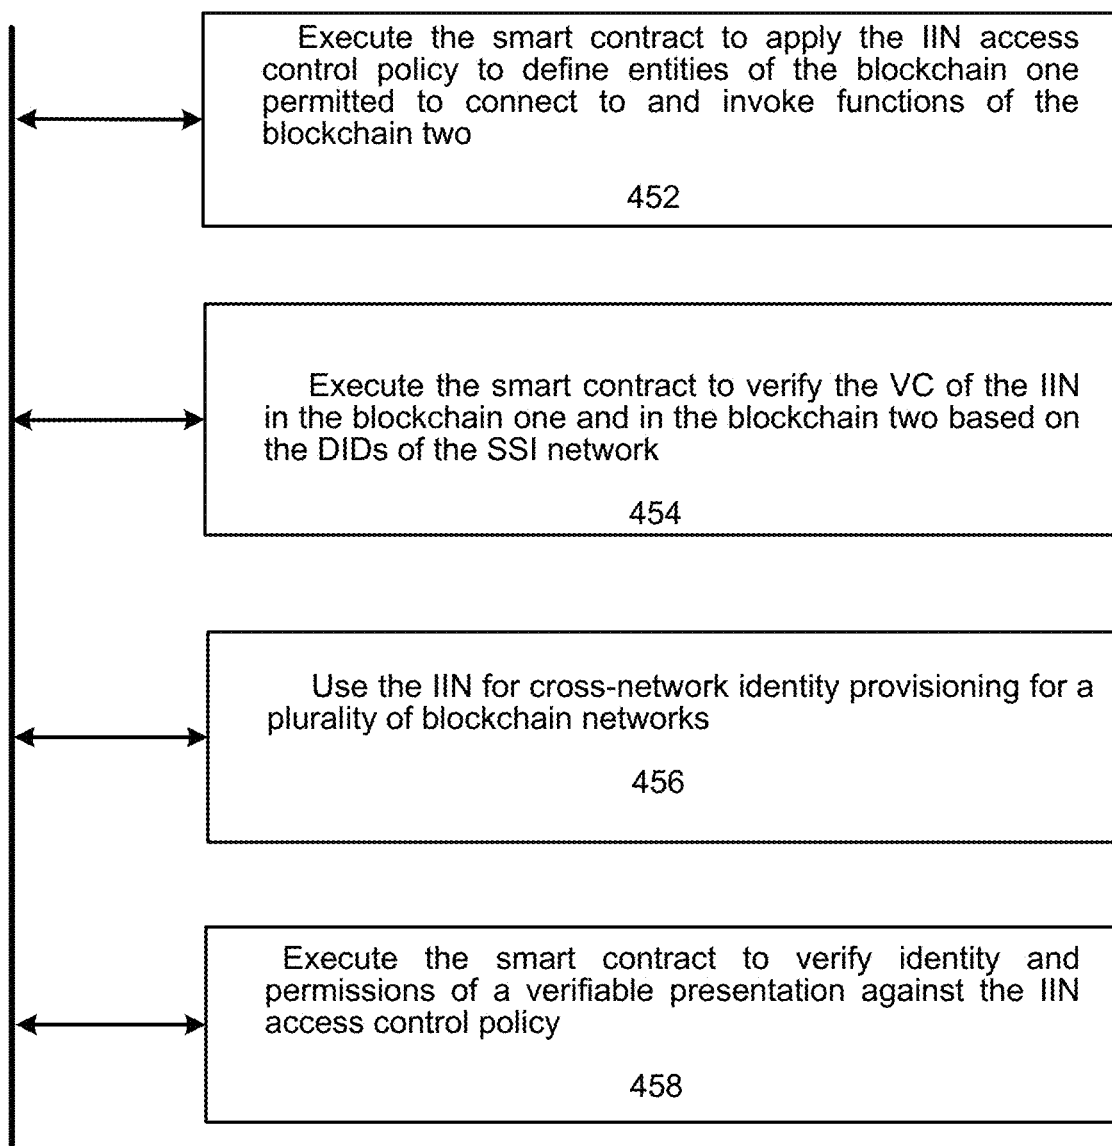 Execute the smart contract to apply the IIN access
control policy to define entities of the blockchain one
permitted to connect to and invoke functions of the
blockchain two
452
Execute the smart contract to verify the VC of the IIN
in the blockchain one and in the blockchain two based on
the DIDs of the SSI network
454
Use the IIN for cross-network identity provisioning for a
plurality of blockchain networks
456
Execute the smart contract to verify identity and
permissions of a verifiable presentation against the IIN
access control policy
458